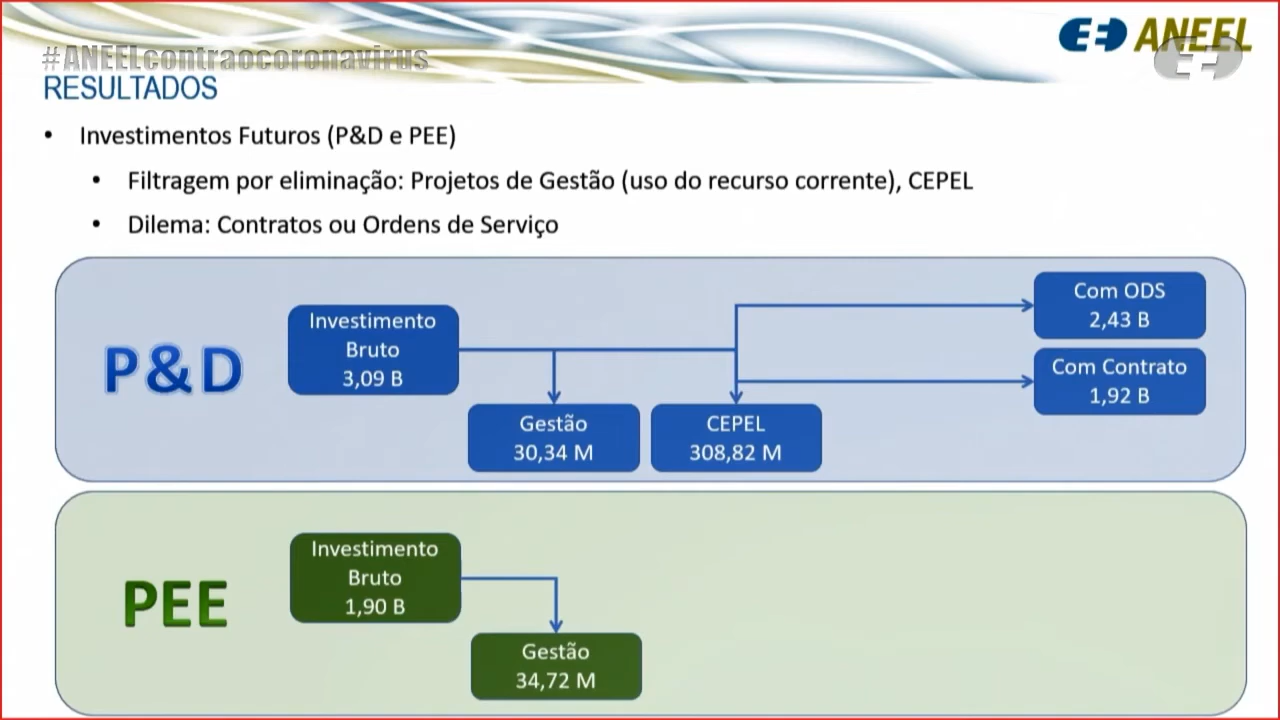 ANEEL
#ANEELcontraocoronavirus
RESULTADOS
• Investimentos Futuros (P&D e PEE)
• Filtragem por eliminação: Projetos de Gestão (uso do recurso corrente), CEPEL
• Dilema: Contratos ou Ordens de Serviço
P&D
Investimento
Bruto
3,09 B
Gestão
30,34 M
CEPEL
308,82 M
Com ODS
2,43 B
Com Contrato
1,92 B
PEE
Investimento
Bruto
1,90 B
Gestão
34,72 M